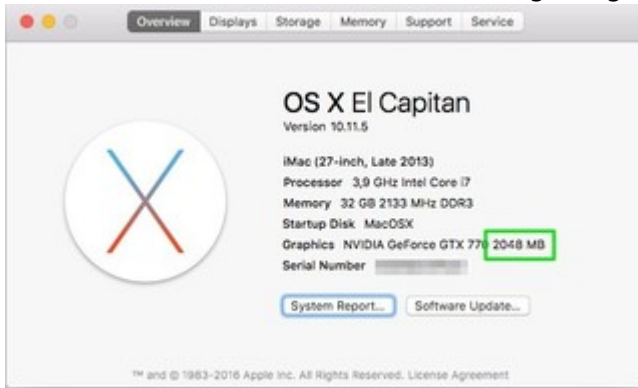 Overview Displays Storage Memory Support Service
OS X El Capitan
Version 10.11.5
iMac (27-inch, Late 2013)
Processor 3,9 GHz Intel Core i7
Memory 32 GB 2133 MHz DDR3
Startup Disk MacOSX
Graphics NVIDIA GeForce GTX 770 2048 MB
Serial Number
System Report... Software Update...
™ and © 1983-2016 Apple Inc. All Rights Reserved. License Agreement